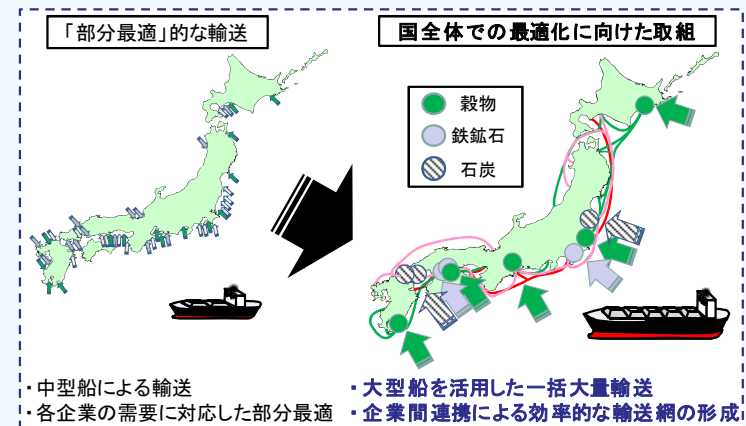 「部分最適」的な輸送
国全体での最適化に向けた取組
穀物
鉄鉱石
石炭
・中型船による輸送
・各企業の需要に対応した部分最適
・大型船を活用した一括大量輸送
・企業間連携による効率的な輸送網の形成